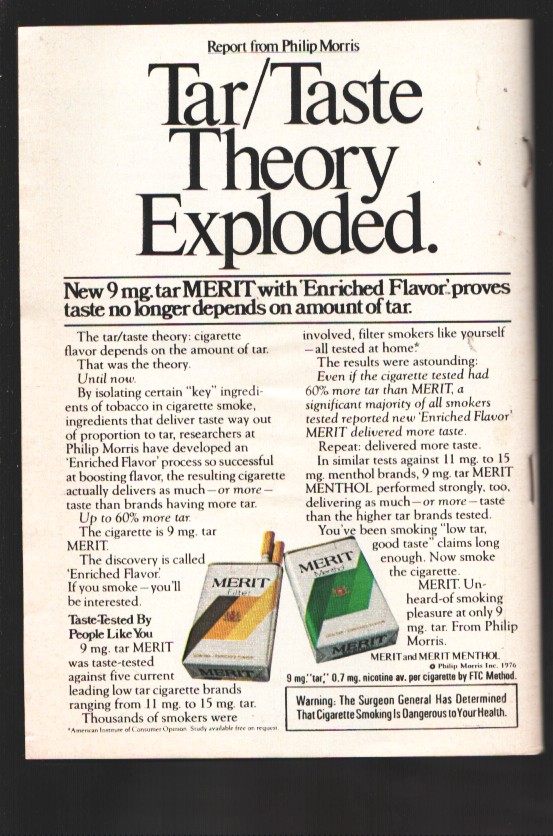 Report from Philip Morris
Tar/Taste
Theory
Exploded.
New 9 mg. tar MERIT with 'Enriched Flavor,' proves
taste no longer depends on amount of tar.
The tar/taste theory: cigarette
flavor depends on the amount of tar.
That was the theory.
Until now.
By isolating certain "key" ingredi-
ents of tobacco in cigarette smoke,
ingredients that deliver taste way out
of proportion to tar, researchers at
Philip Morris have developed an
'Enriched Flavor' process so successful
at boosting flavor, the resulting cigarette
actually delivers as much—or more—
taste than brands having more tar.
Up to 60% more tar.
The cigarette is 9 mg. tar
MERIT.
The discovery is called
'Enriched Flavor.'
If you smoke—you'll
be interested.
Taste-Tested By
People Like You
9 mg. tar MERIT
was taste-tested
against five current
leading low tar cigarette brands
ranging from 11 mg. to 15 mg. tar.
Thousands of smokers were
involved, filter smokers like yourself
—all tested at home.*
The results were astounding:
Even if the cigarette tested had
60% more tar than MERIT, a
significant majority of all smokers
tested reported new 'Enriched Flavor'
MERIT delivered more taste.
Repeat: delivered more taste.
In similar tests against 11 mg. to 15
mg. menthol brands, 9 mg. tar MERIT
MENTHOL performed strongly, too,
delivering as much—or more—taste
than the higher tar brands tested.
You've been smoking "low tar,
good taste" claims long
enough. Now smoke
the cigarette.
MERIT. Un-
heard-of smoking
pleasure at only 9
mg. tar. From Philip
Morris.
MERIT and MERIT MENTHOL
MERIT
Filter
LOW TAR · ENRICHED FLAVOR
MERIT
MERIT
Menthol
MERIT
© Philip Morris Inc. 1976
9 mg. "tar," 0.7 mg. nicotine av. per cigarette by FTC Method.
Warning: The Surgeon General Has Determined
That Cigarette Smoking Is Dangerous to Your Health.
*American Institute of Consumer Opinion. Study available free on request.